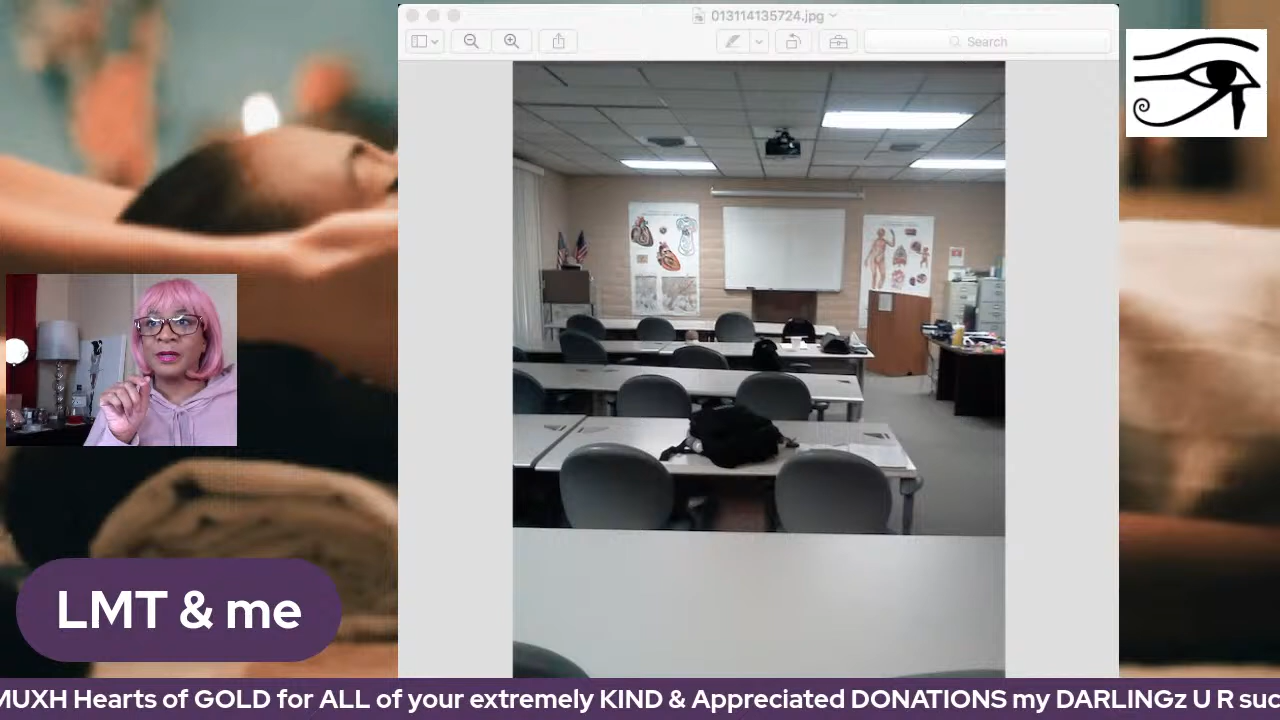 013114135724.jpg
Search
LMT & me
MUXH Hearts of GOLD for ALL of your extremely KIND & Appreciated DONATIONS my DARLINGz U R suc